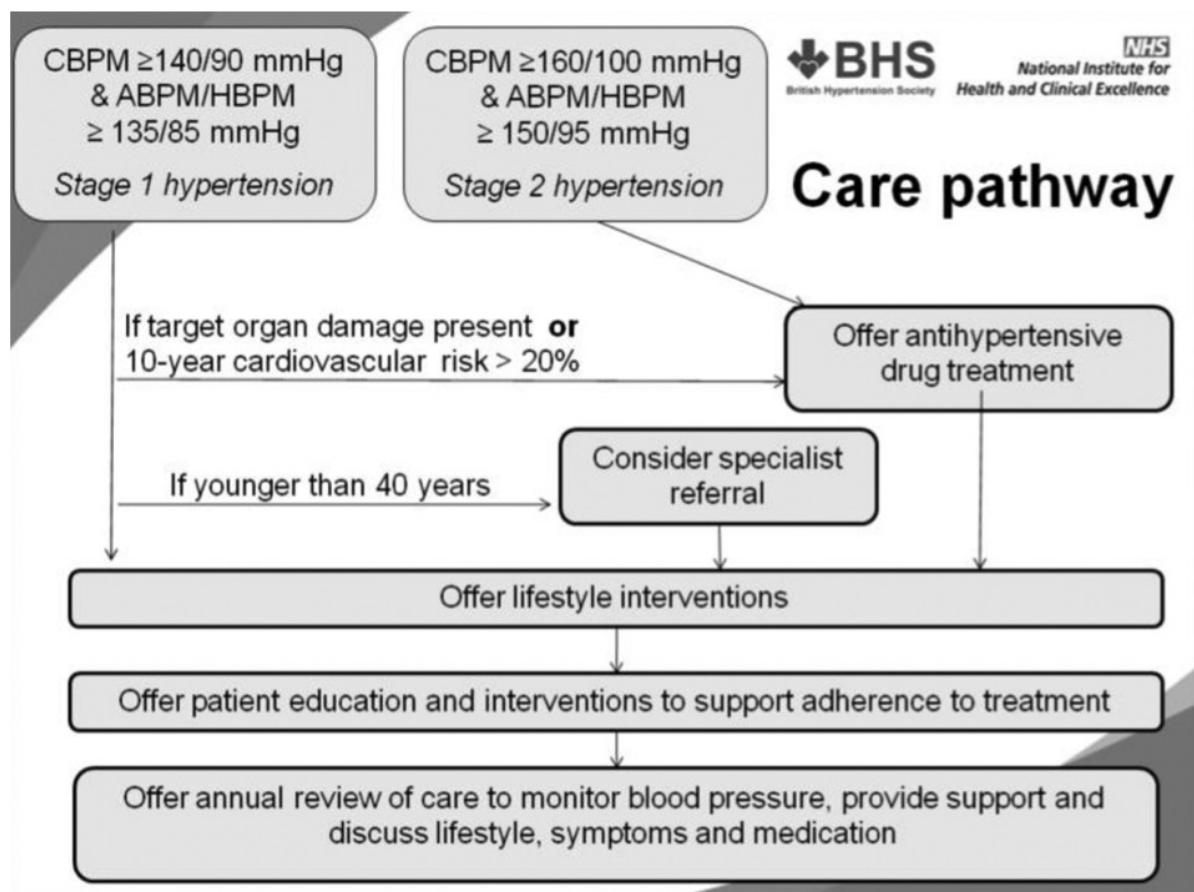 CBPM ≥140/90 mmHg
& ABPM/HBPM
≥ 135/85 mmHg
Stage 1 hypertension
CBPM ≥160/100 mmHg
& ABPM/HBPM
≥ 150/95 mmHg
Stage 2 hypertension
BHS
British Hypertension Society
NHS
National Institute for
Health and Clinical Excellence
Care pathway
If target organ damage present or
10-year cardiovascular risk > 20%
Offer antihypertensive
drug treatment
If younger than 40 years
Consider specialist
referral
Offer lifestyle interventions
Offer patient education and interventions to support adherence to treatment
Offer annual review of care to monitor blood pressure, provide support and
discuss lifestyle, symptoms and medication